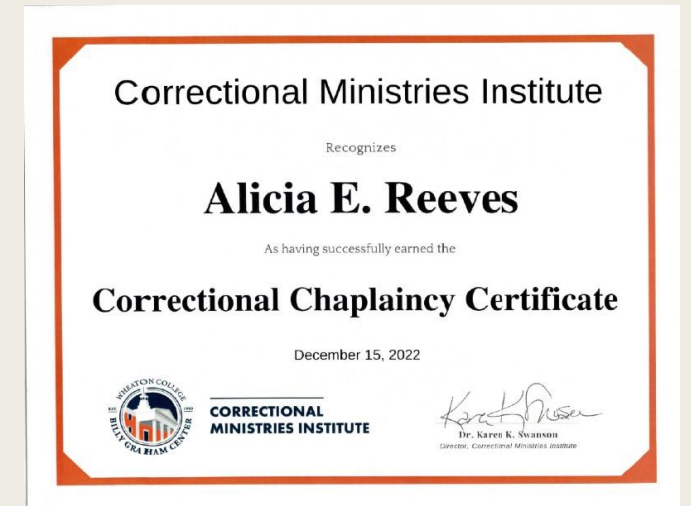 Correctional Ministries Institute
Recognizes
Alicia E. Reeves
As having successfully earned the
Correctional Chaplaincy Certificate
December 15, 2022
WHEATON COLLEGE
BILLY GRAHAM CENTER
CORRECTIONAL
MINISTRIES INSTITUTE
Dr. Karen K. Swanson
Director, Correctional Ministries Institute